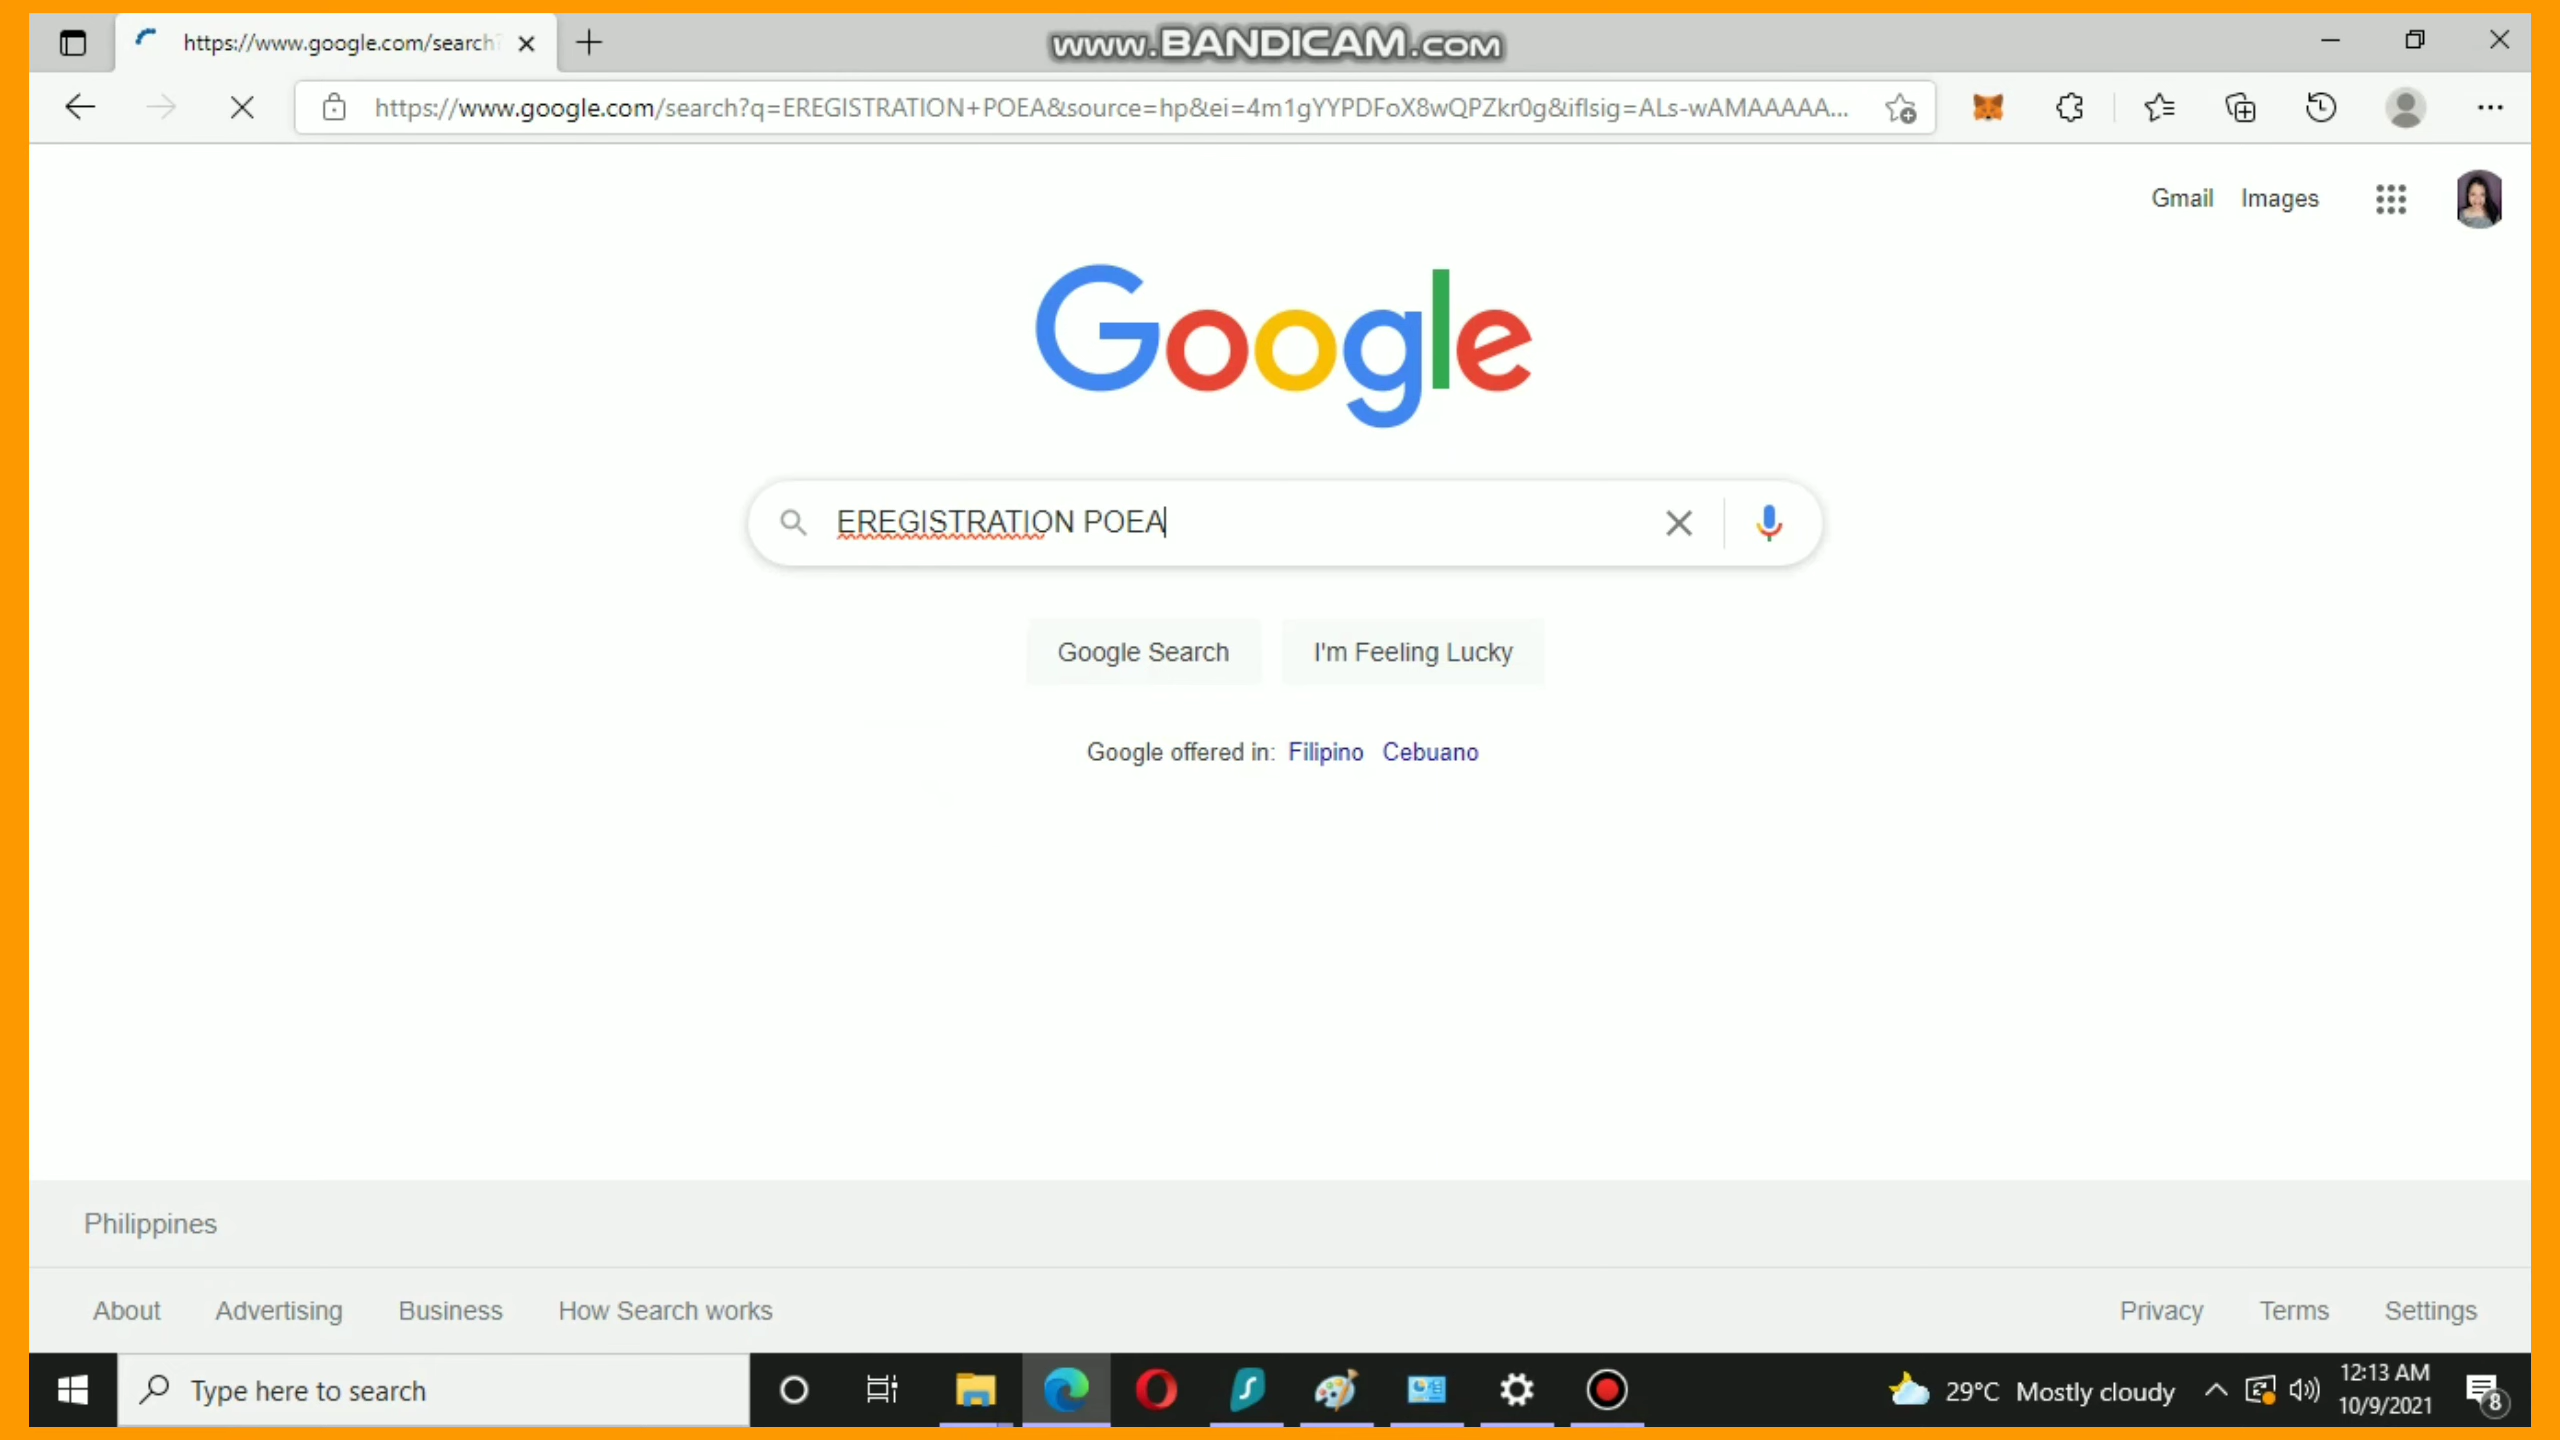 https://www.google.com/search?
www.BANDICAM.com
https://www.google.com/search?q=EREGISTRATION+POEA&source=hp&ei=4m1gYYPDFoX8wQPZkr0g&iflsig=ALs-wAMAAAAA...
Gmail Images
Google
EREGISTRATION POEA
Google Search I'm Feeling Lucky
Google offered in: Filipino Cebuano
Philippines
About Advertising Business How Search works Privacy Terms Settings
Type here to search
29°C Mostly cloudy
12:13 AM
10/9/2021
8